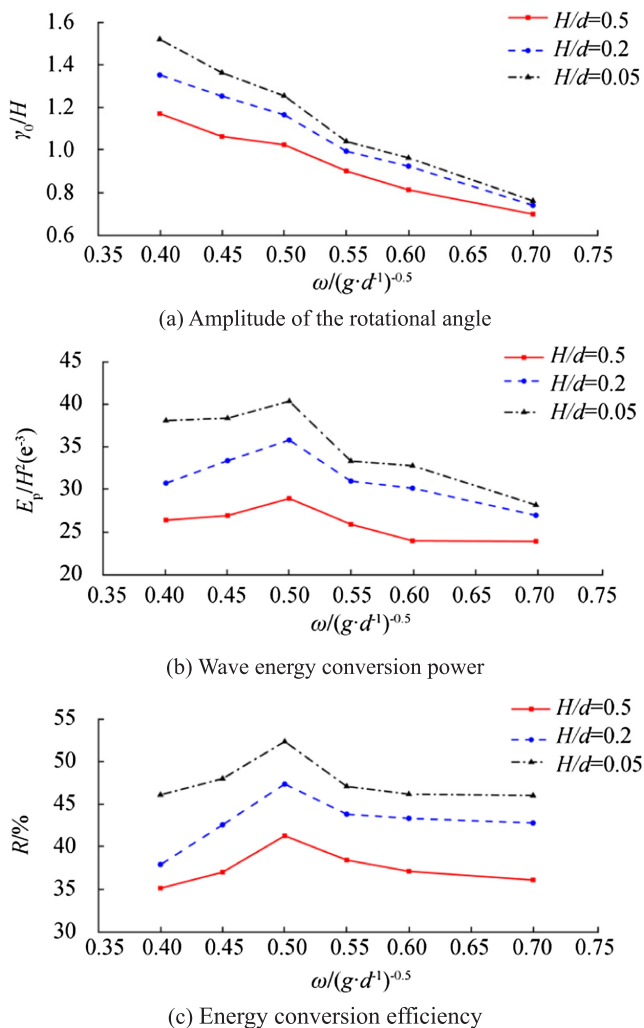 1.6
1.4
1.2
1.0
0.8
0.6
γ₀/H
H/d=0.5
H/d=0.2
H/d=0.05
0.35 0.40 0.45 0.50 0.55 0.60 0.65 0.70 0.75
ω/(g·d⁻¹)⁻⁰·⁵
(a) Amplitude of the rotational angle
45
40
35
30
25
20
Eₚ/H²(e⁻³)
H/d=0.5
H/d=0.2
H/d=0.05
0.35 0.40 0.45 0.50 0.55 0.60 0.65 0.70 0.75
ω/(g·d⁻¹)⁻⁰·⁵
(b) Wave energy conversion power
55
50
45
40
35
30
R/%
H/d=0.5
H/d=0.2
H/d=0.05
0.35 0.40 0.45 0.50 0.55 0.60 0.65 0.70 0.75
ω/(g·d⁻¹)⁻⁰·⁵
(c) Energy conversion efficiency